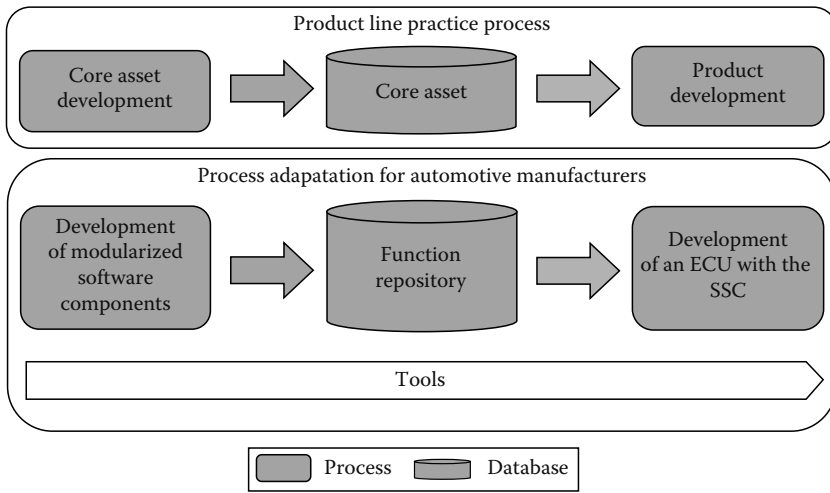 Product line practice process
Core asset
development
Core asset
Product
development
Process adapatation for automotive manufacturers
Development
of modularized
software
components
Function
repository
Development
of an ECU with the
SSC
Tools
Process
Database